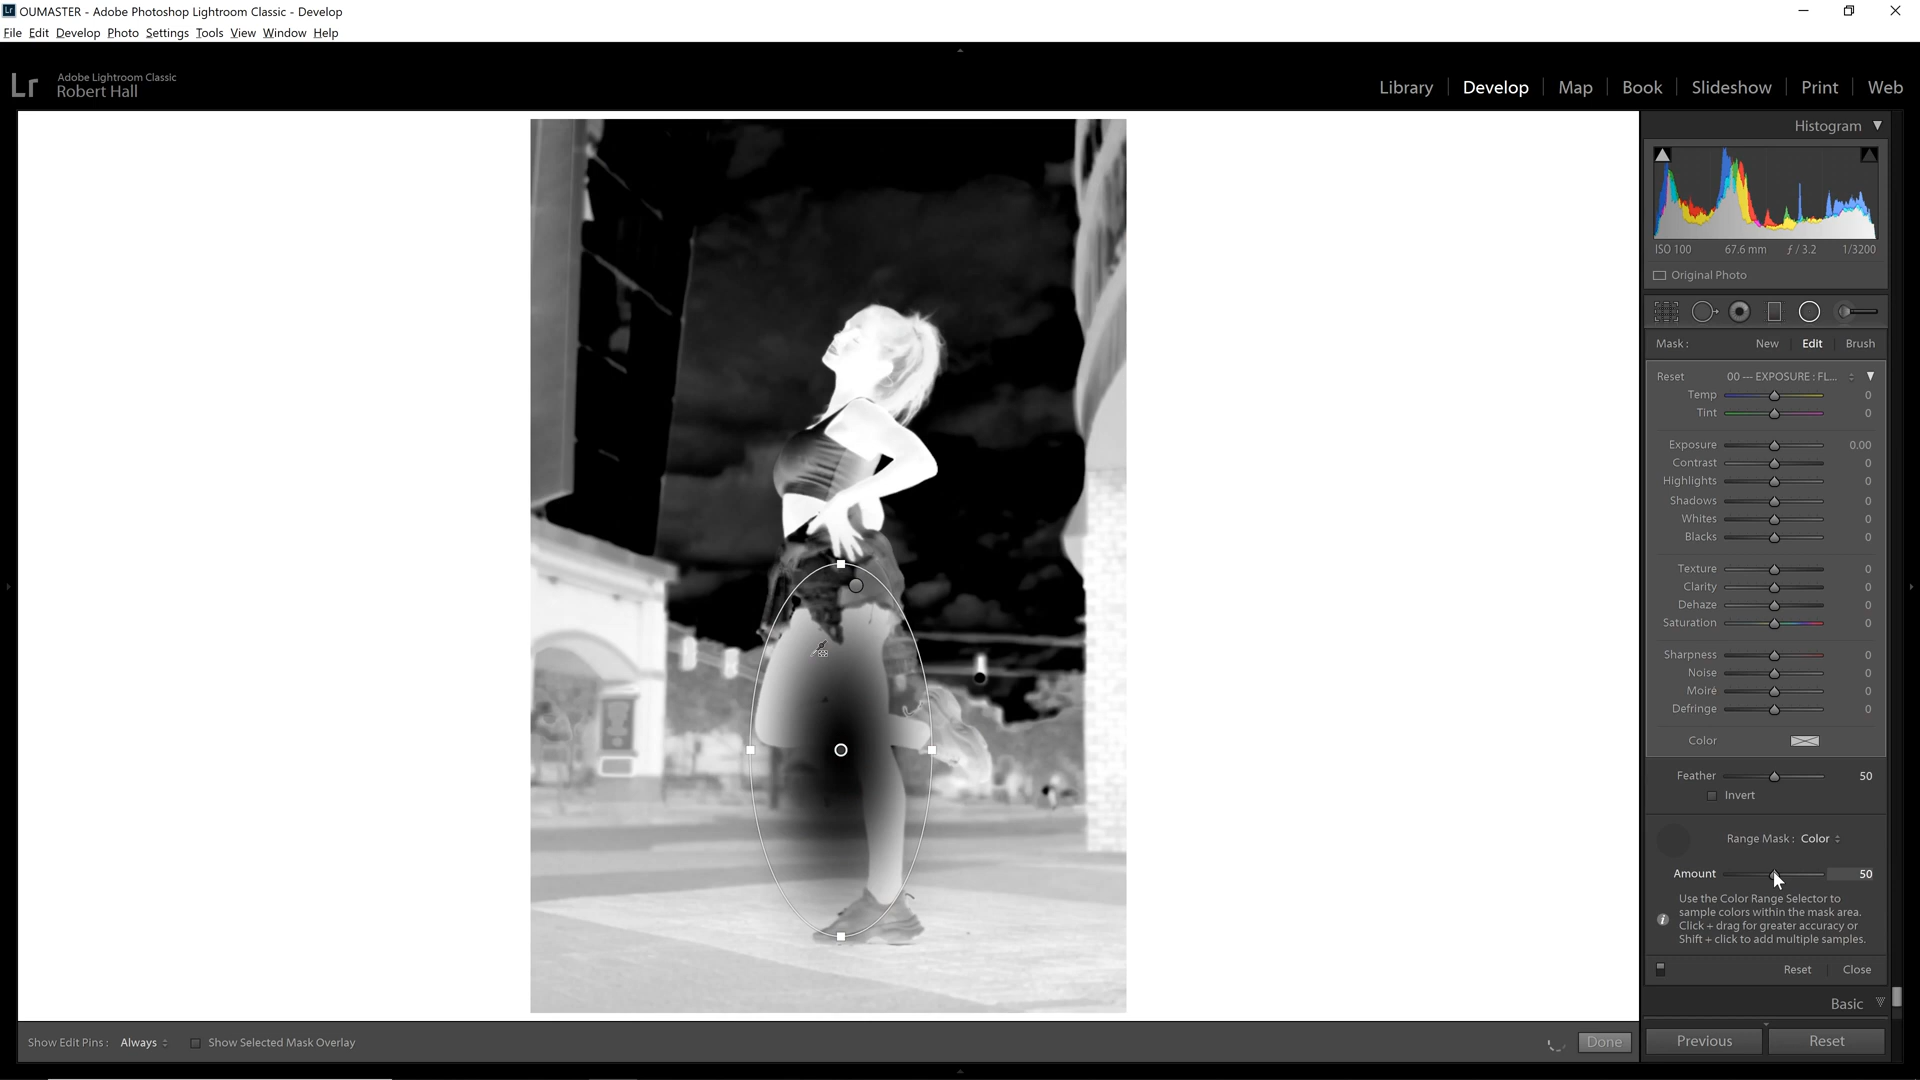 Lr OUMASTER - Adobe Photoshop Lightroom Classic - Develop
File Edit Develop Photo Settings Tools View Window Help
Lr Adobe Lightroom Classic
Robert Hall
Library Develop Map Book Slideshow Print Web
Histogram
ISO 100 67.6 mm ƒ / 3.2 1/3200
Original Photo
Mask : New Edit Brush
Reset 00 — EXPOSURE : FL...
Temp 0
Tint 0
Exposure 0.00
Contrast 0
Highlights 0
Shadows 0
Whites 0
Blacks 0
Texture 0
Clarity 0
Dehaze 0
Saturation 0
Sharpness 0
Noise 0
Moiré 0
Defringe 0
Color
Feather 50
Invert
Range Mask : Color
Amount 50
Use the Color Range Selector to
sample colors within the mask area.
Click + drag for greater accuracy or
Shift + click to add multiple samples.
Reset Close
Basic
Show Edit Pins : Always Show Selected Mask Overlay Done
Previous Reset